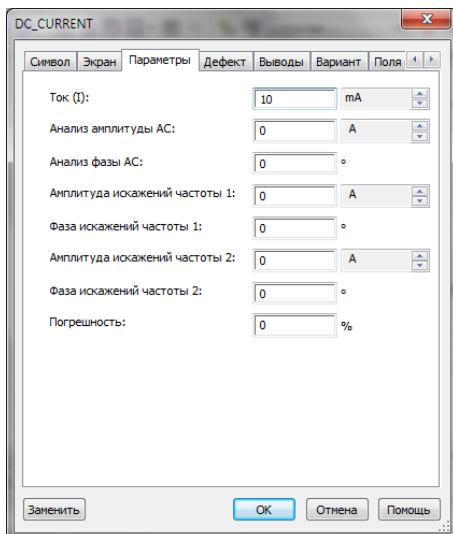 DC_CURRENT
Символ Экран Параметры Дефект Выводы Вариант Поля
Ток (I): 10 mA
Анализ амплитуды AC: 0 A
Анализ фазы AC: 0 °
Амплитуда искажений частоты 1: 0 A
Фаза искажений частоты 1: 0 °
Амплитуда искажений частоты 2: 0 A
Фаза искажений частоты 2: 0 °
Погрешность: 0 %
Заменить OK Отмена Помощь